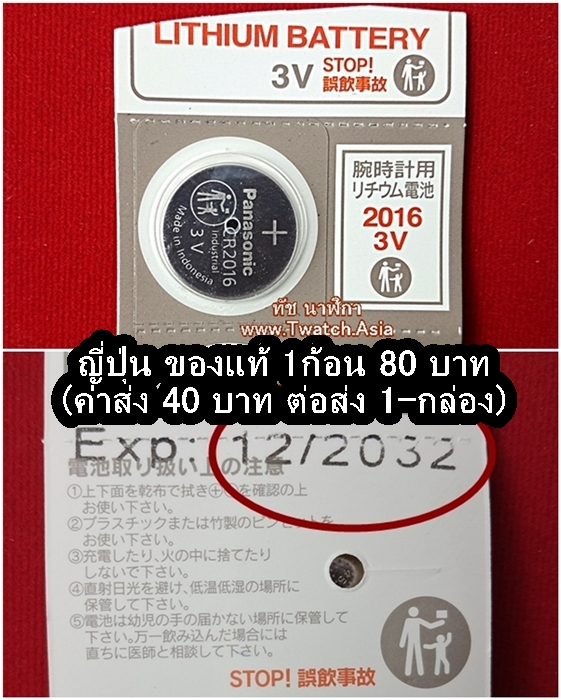 LITHIUM BATTERY
3V STOP!
誤飲事故
Panasonic
CR2016
Industrial
3V
Made in Indonesia
+
腕時計用
リチウム電池
2016
3V
ทัช นาฬิกา
www.Twatch.Asia
ญี่ปุ่น ของแท้ 1ก้อน 80 บาท
(ค่าส่ง 40 บาท ต่อส่ง 1-กล่อง)
Exp: 12/2032
電池取り扱い上の注意
①上下面を乾布で拭き⊕⊖を確認の上
お使い下さい。
②プラスチックまたは竹製のピンセットを
お使い下さい。
③充電したり、火の中に捨てたり
しないで下さい。
④直射日光を避け、低温低湿の場所に
保管して下さい。
⑤電池は幼児の手の届かない場所に保管して
下さい。万一飲み込んだ場合には
直ちに医師と相談して下さい。
STOP! 誤飲事故